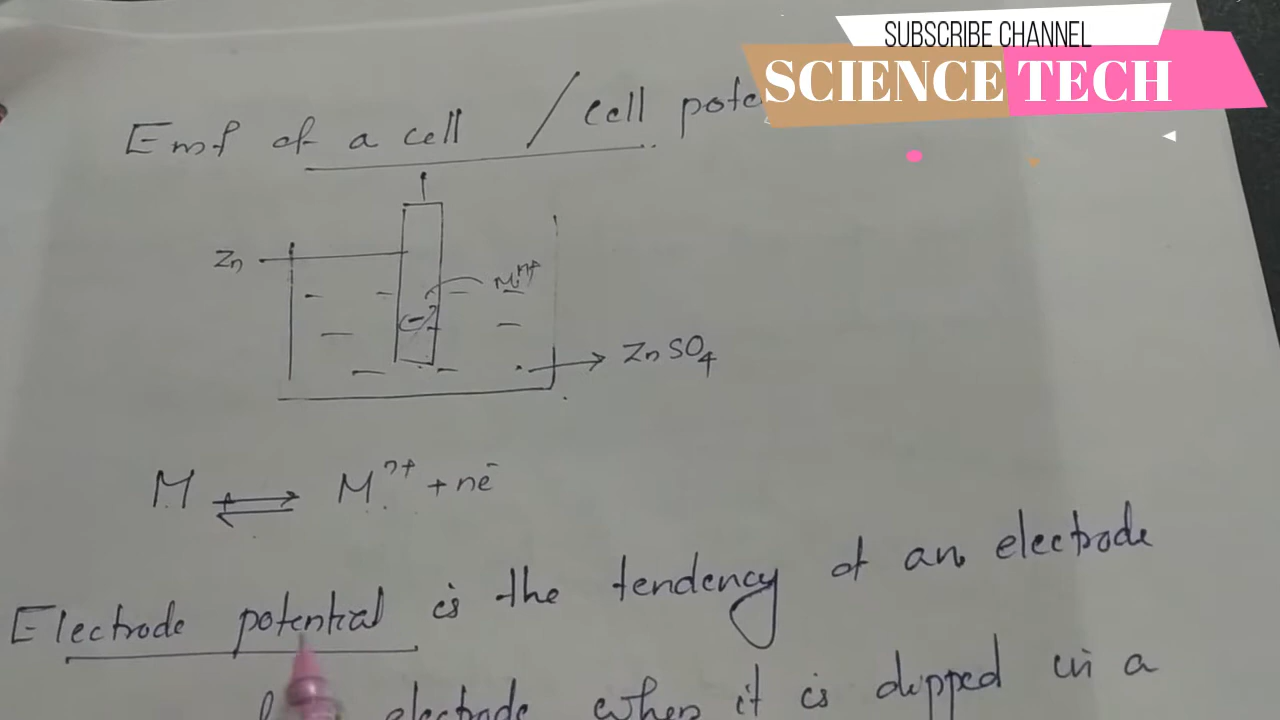 SUBSCRIBE CHANNEL
SCIENCE TECH
Emf of a cell / cell pote
Zn
Mⁿ⁺
ZnSO₄
M ⇌ Mⁿ⁺ + ne⁻
Electrode potential is the tendency of an electrode
electrode when it is dipped in a